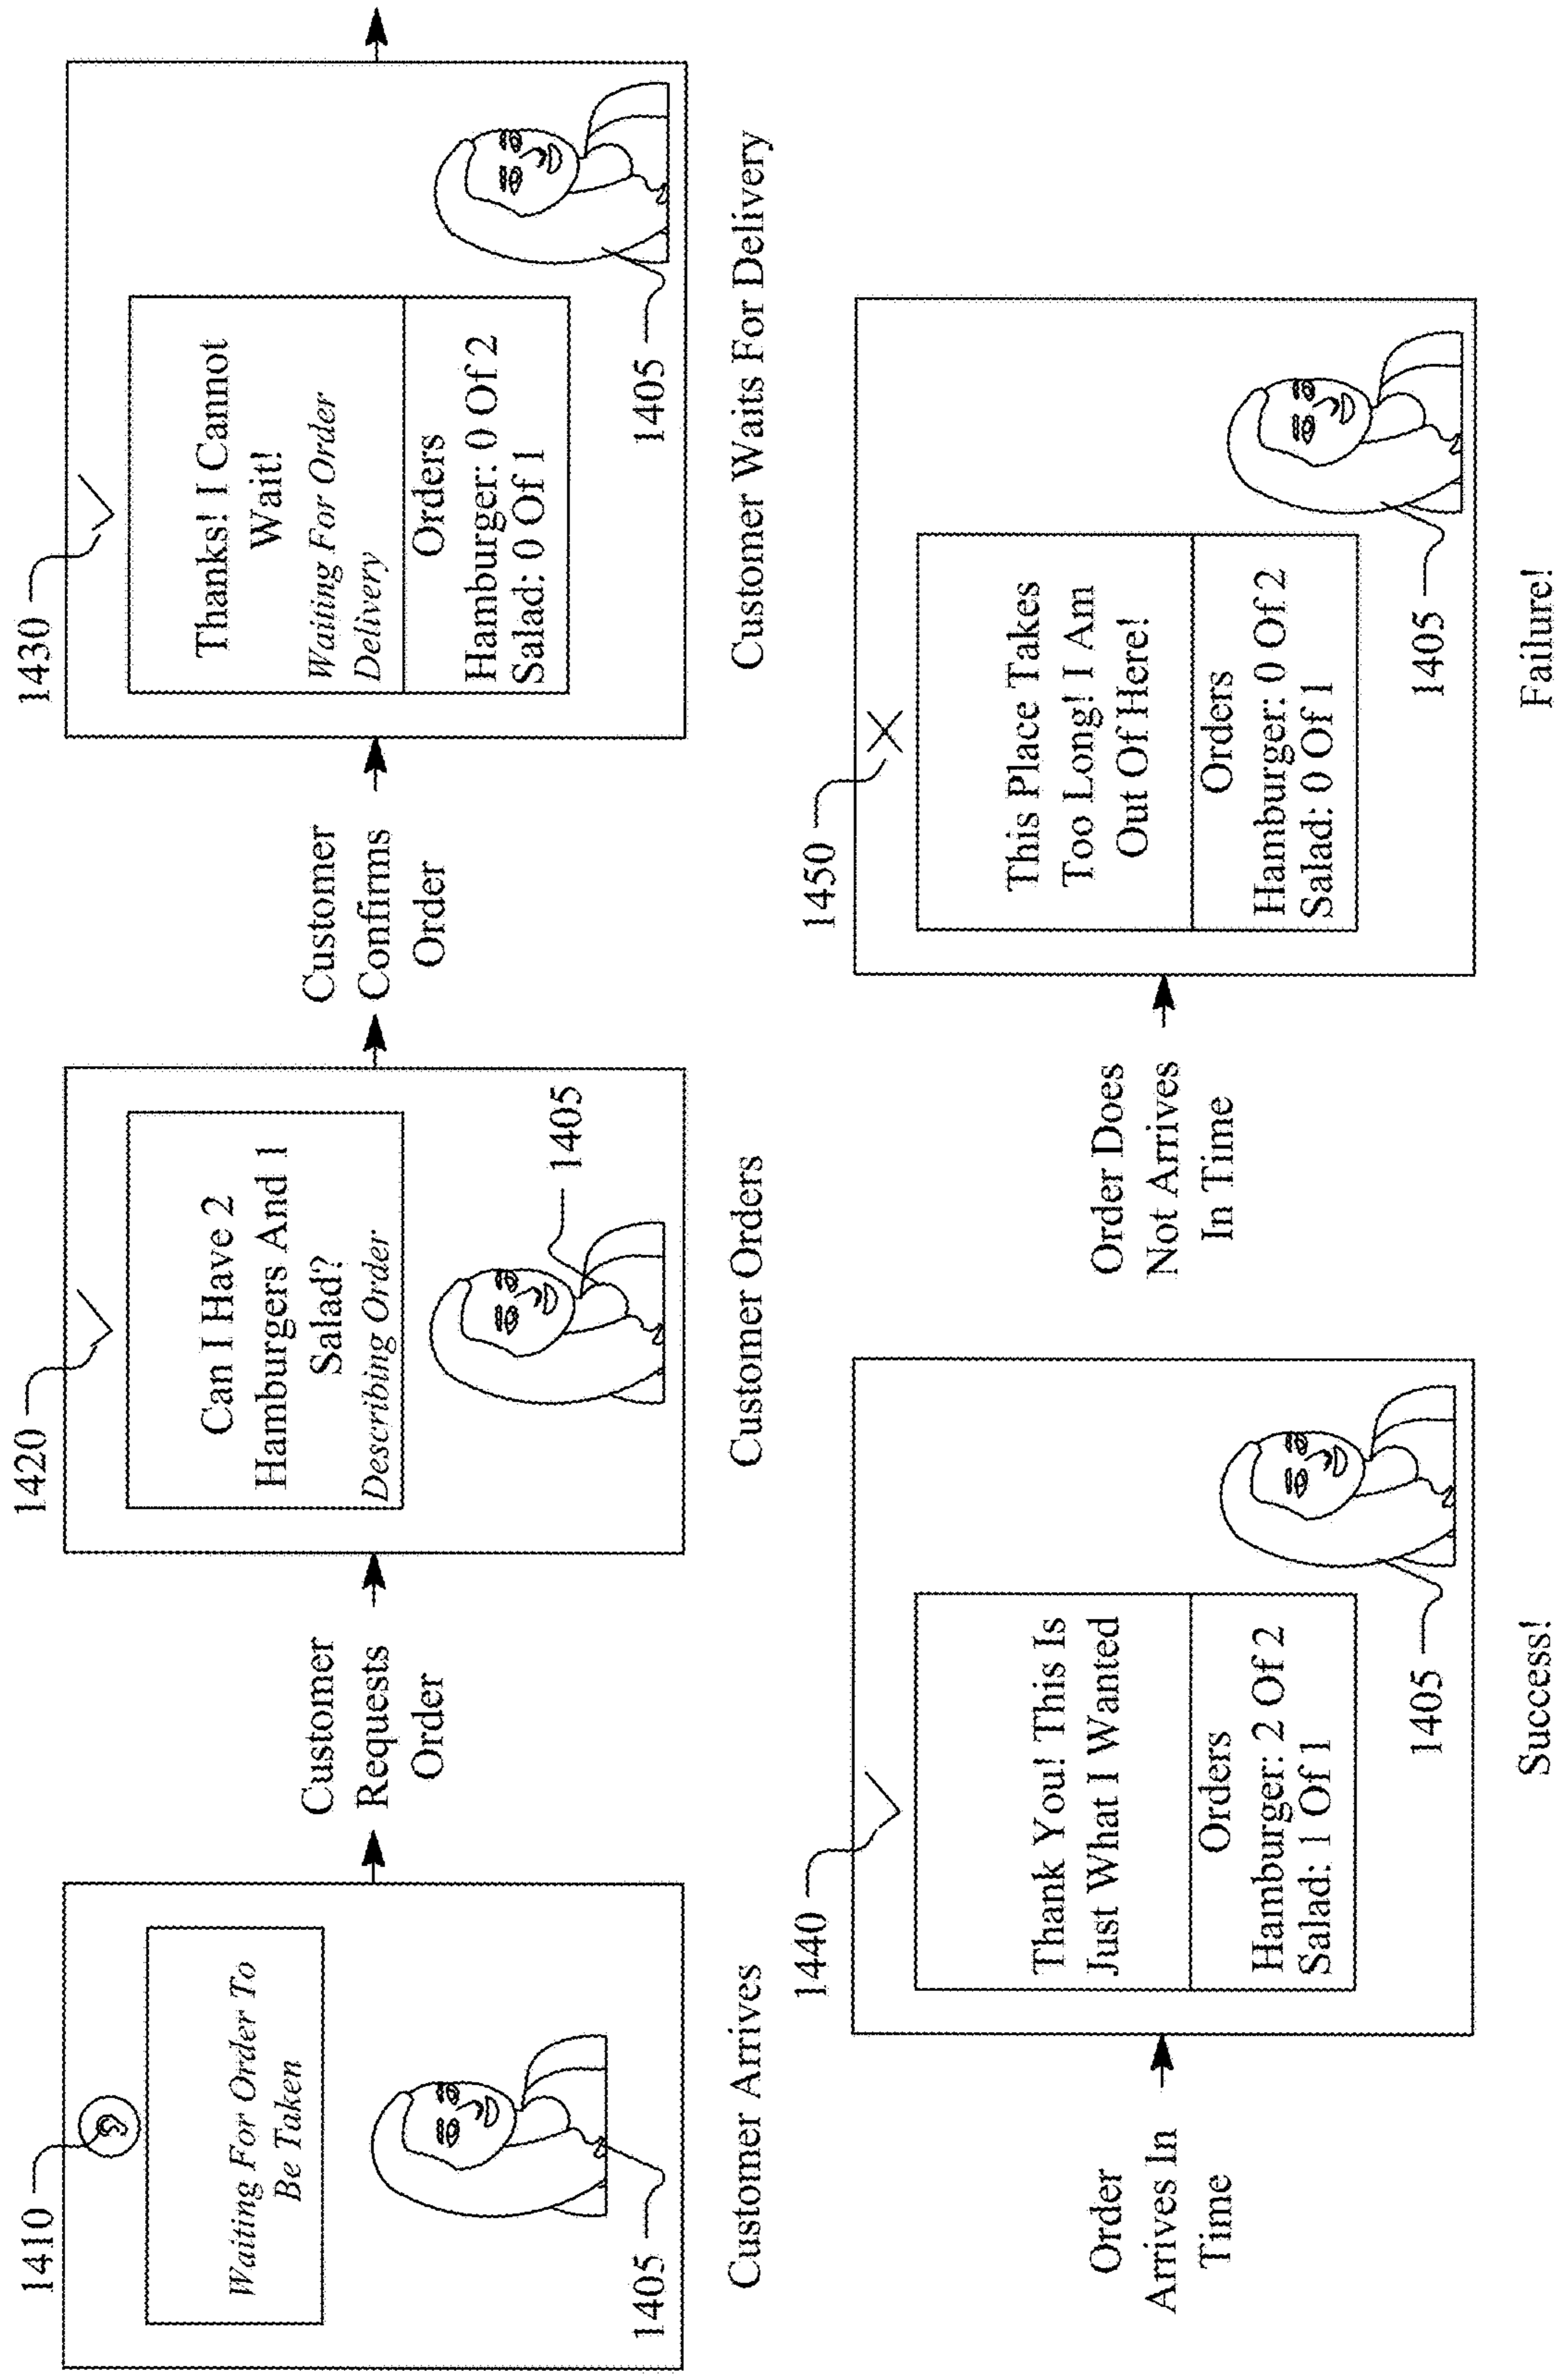 1410
Waiting For Order To
Be Taken
1405
Customer Arrives
Customer
Requests
Order
1420
Can I Have 2
Hamburgers And 1
Salad?
Describing Order
1405
Customer Orders
Customer
Confirms
Order
1430
Thanks! I Cannot
Wait!
Waiting For Order
Delivery
Orders
Hamburger: 0 Of 2
Salad: 0 Of 1
1405
Customer Waits For Delivery
Order
Arrives In
Time
1440
Thank You! This Is
Just What I Wanted
Orders
Hamburger: 2 Of 2
Salad: 1 Of 1
1405
Success!
Order Does
Not Arrives
In Time
1450
X
This Place Takes
Too Long! I Am
Out Of Here!
Orders
Hamburger: 0 Of 2
Salad: 0 Of 1
1405
Failure!